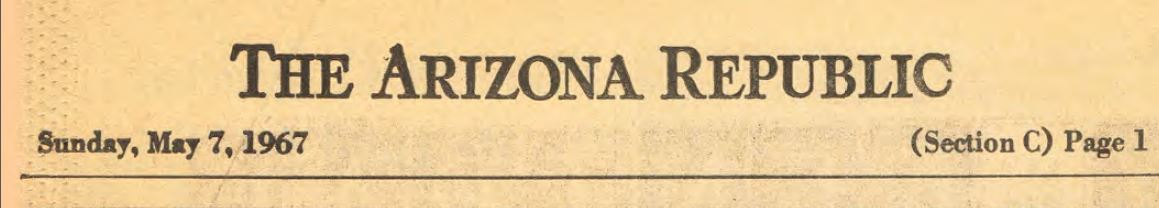 THE ARIZONA REPUBLIC
Sunday, May 7, 1967 (Section C) Page 1